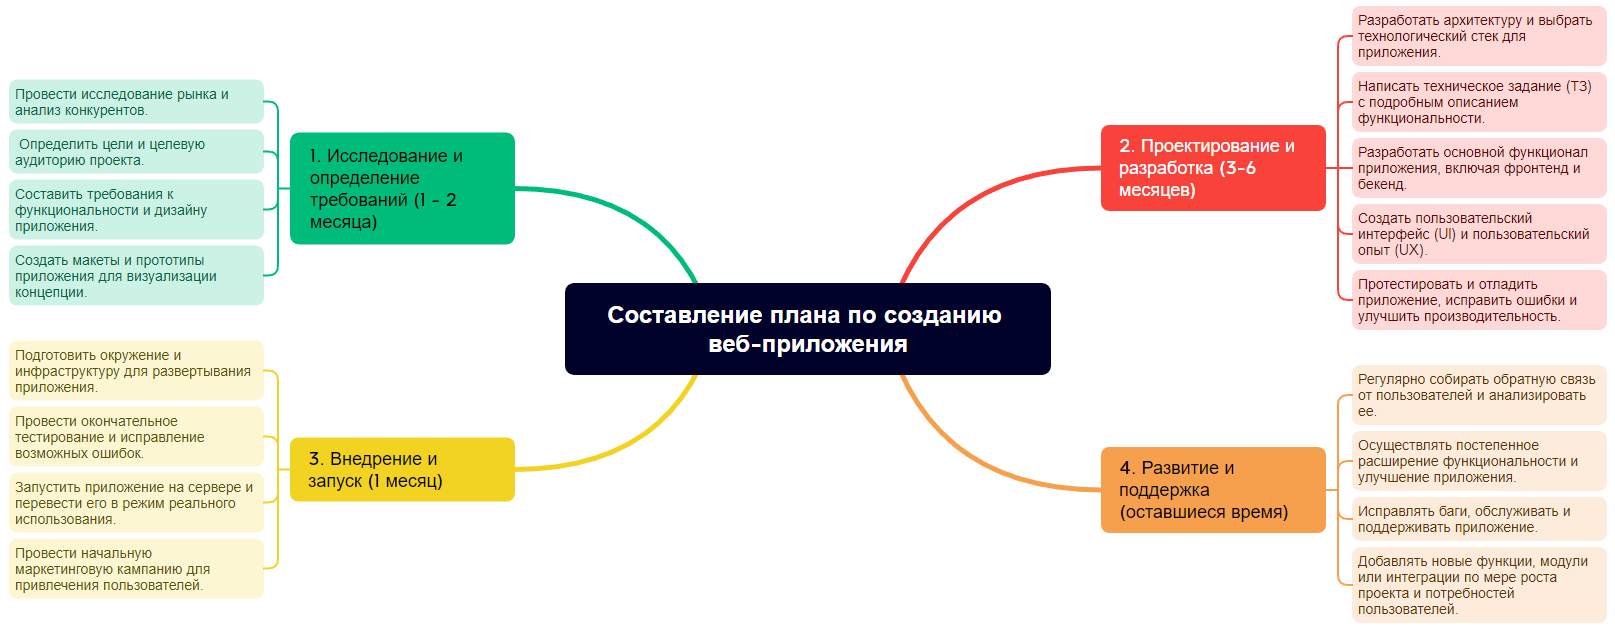 Составление плана по созданию
веб-приложения
1. Исследование и
определение
требований (1 - 2
месяца)
Провести исследование рынка и
анализ конкурентов.
Определить цели и целевую
аудиторию проекта.
Составить требования к
функциональности и дизайну
приложения.
Создать макеты и прототипы
приложения для визуализации
концепции.
2. Проектирование и
разработка (3-6
месяцев)
Разработать архитектуру и выбрать
технологический стек для
приложения.
Написать техническое задание (ТЗ)
с подробным описанием
функциональности.
Разработать основной функционал
приложения, включая фронтенд и
бекенд.
Создать пользовательский
интерфейс (UI) и пользовательский
опыт (UX).
Протестировать и отладить
приложение, исправить ошибки и
улучшить производительность.
3. Внедрение и
запуск (1 месяц)
Подготовить окружение и
инфраструктуру для развертывания
приложения.
Провести окончательное
тестирование и исправление
возможных ошибок.
Запустить приложение на сервере и
перевести его в режим реального
использования.
Провести начальную
маркетинговую кампанию для
привлечения пользователей.
4. Развитие и
поддержка
(оставшиеся время)
Регулярно собирать обратную связь
от пользователей и анализировать
ее.
Осуществлять постепенное
расширение функциональности и
улучшение приложения.
Исправлять баги, обслуживать и
поддерживать приложение.
Добавлять новые функции, модули
или интеграции по мере роста
проекта и потребностей
пользователей.